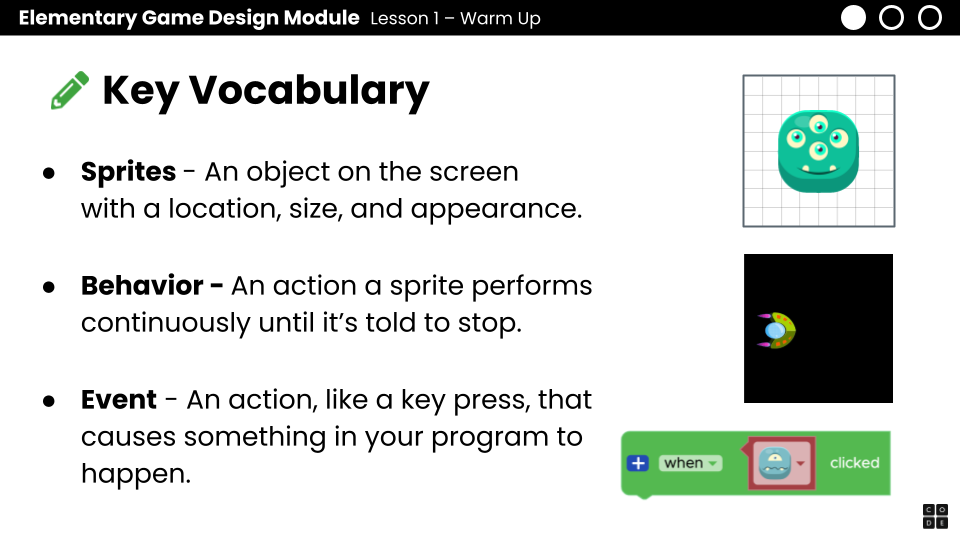 Elementary Game Design Module Lesson 1 – Warm Up
Key Vocabulary
● Sprites - An object on the screen
with a location, size, and appearance.
● Behavior - An action a sprite performs
continuously until it’s told to stop.
● Event - An action, like a key press, that
causes something in your program to
happen.
when clicked
C O
D E